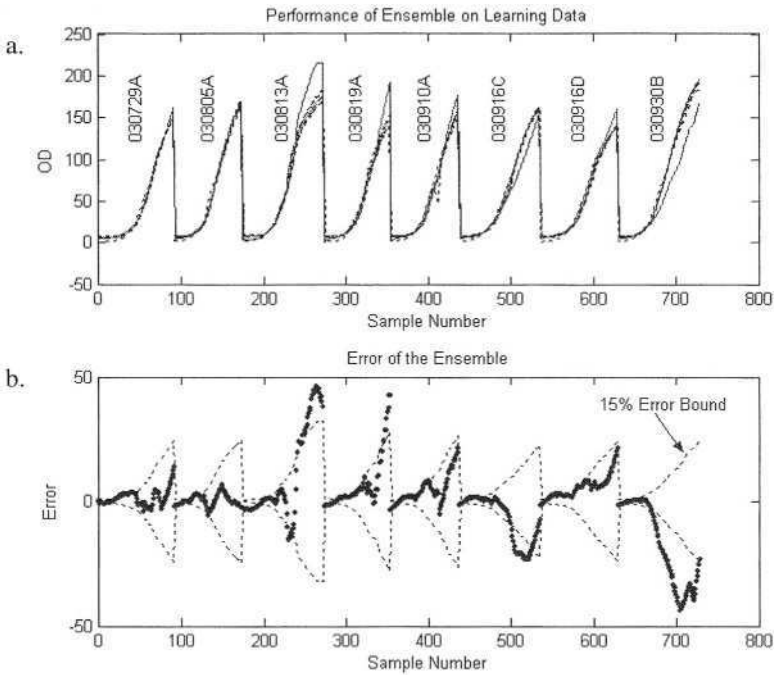 Performance of Ensemble on Learning Data
a.
250
200
150
100
50
0
-50
OD
030729A
030805A
030813A
030819A
030910A
030916C
030916D
030930B
0 100 200 300 400 500 600 700 800
Sample Number
Error of the Ensemble
b.
50
0
-50
Error
15% Error Bound
0 100 200 300 400 500 600 700 800
Sample Number